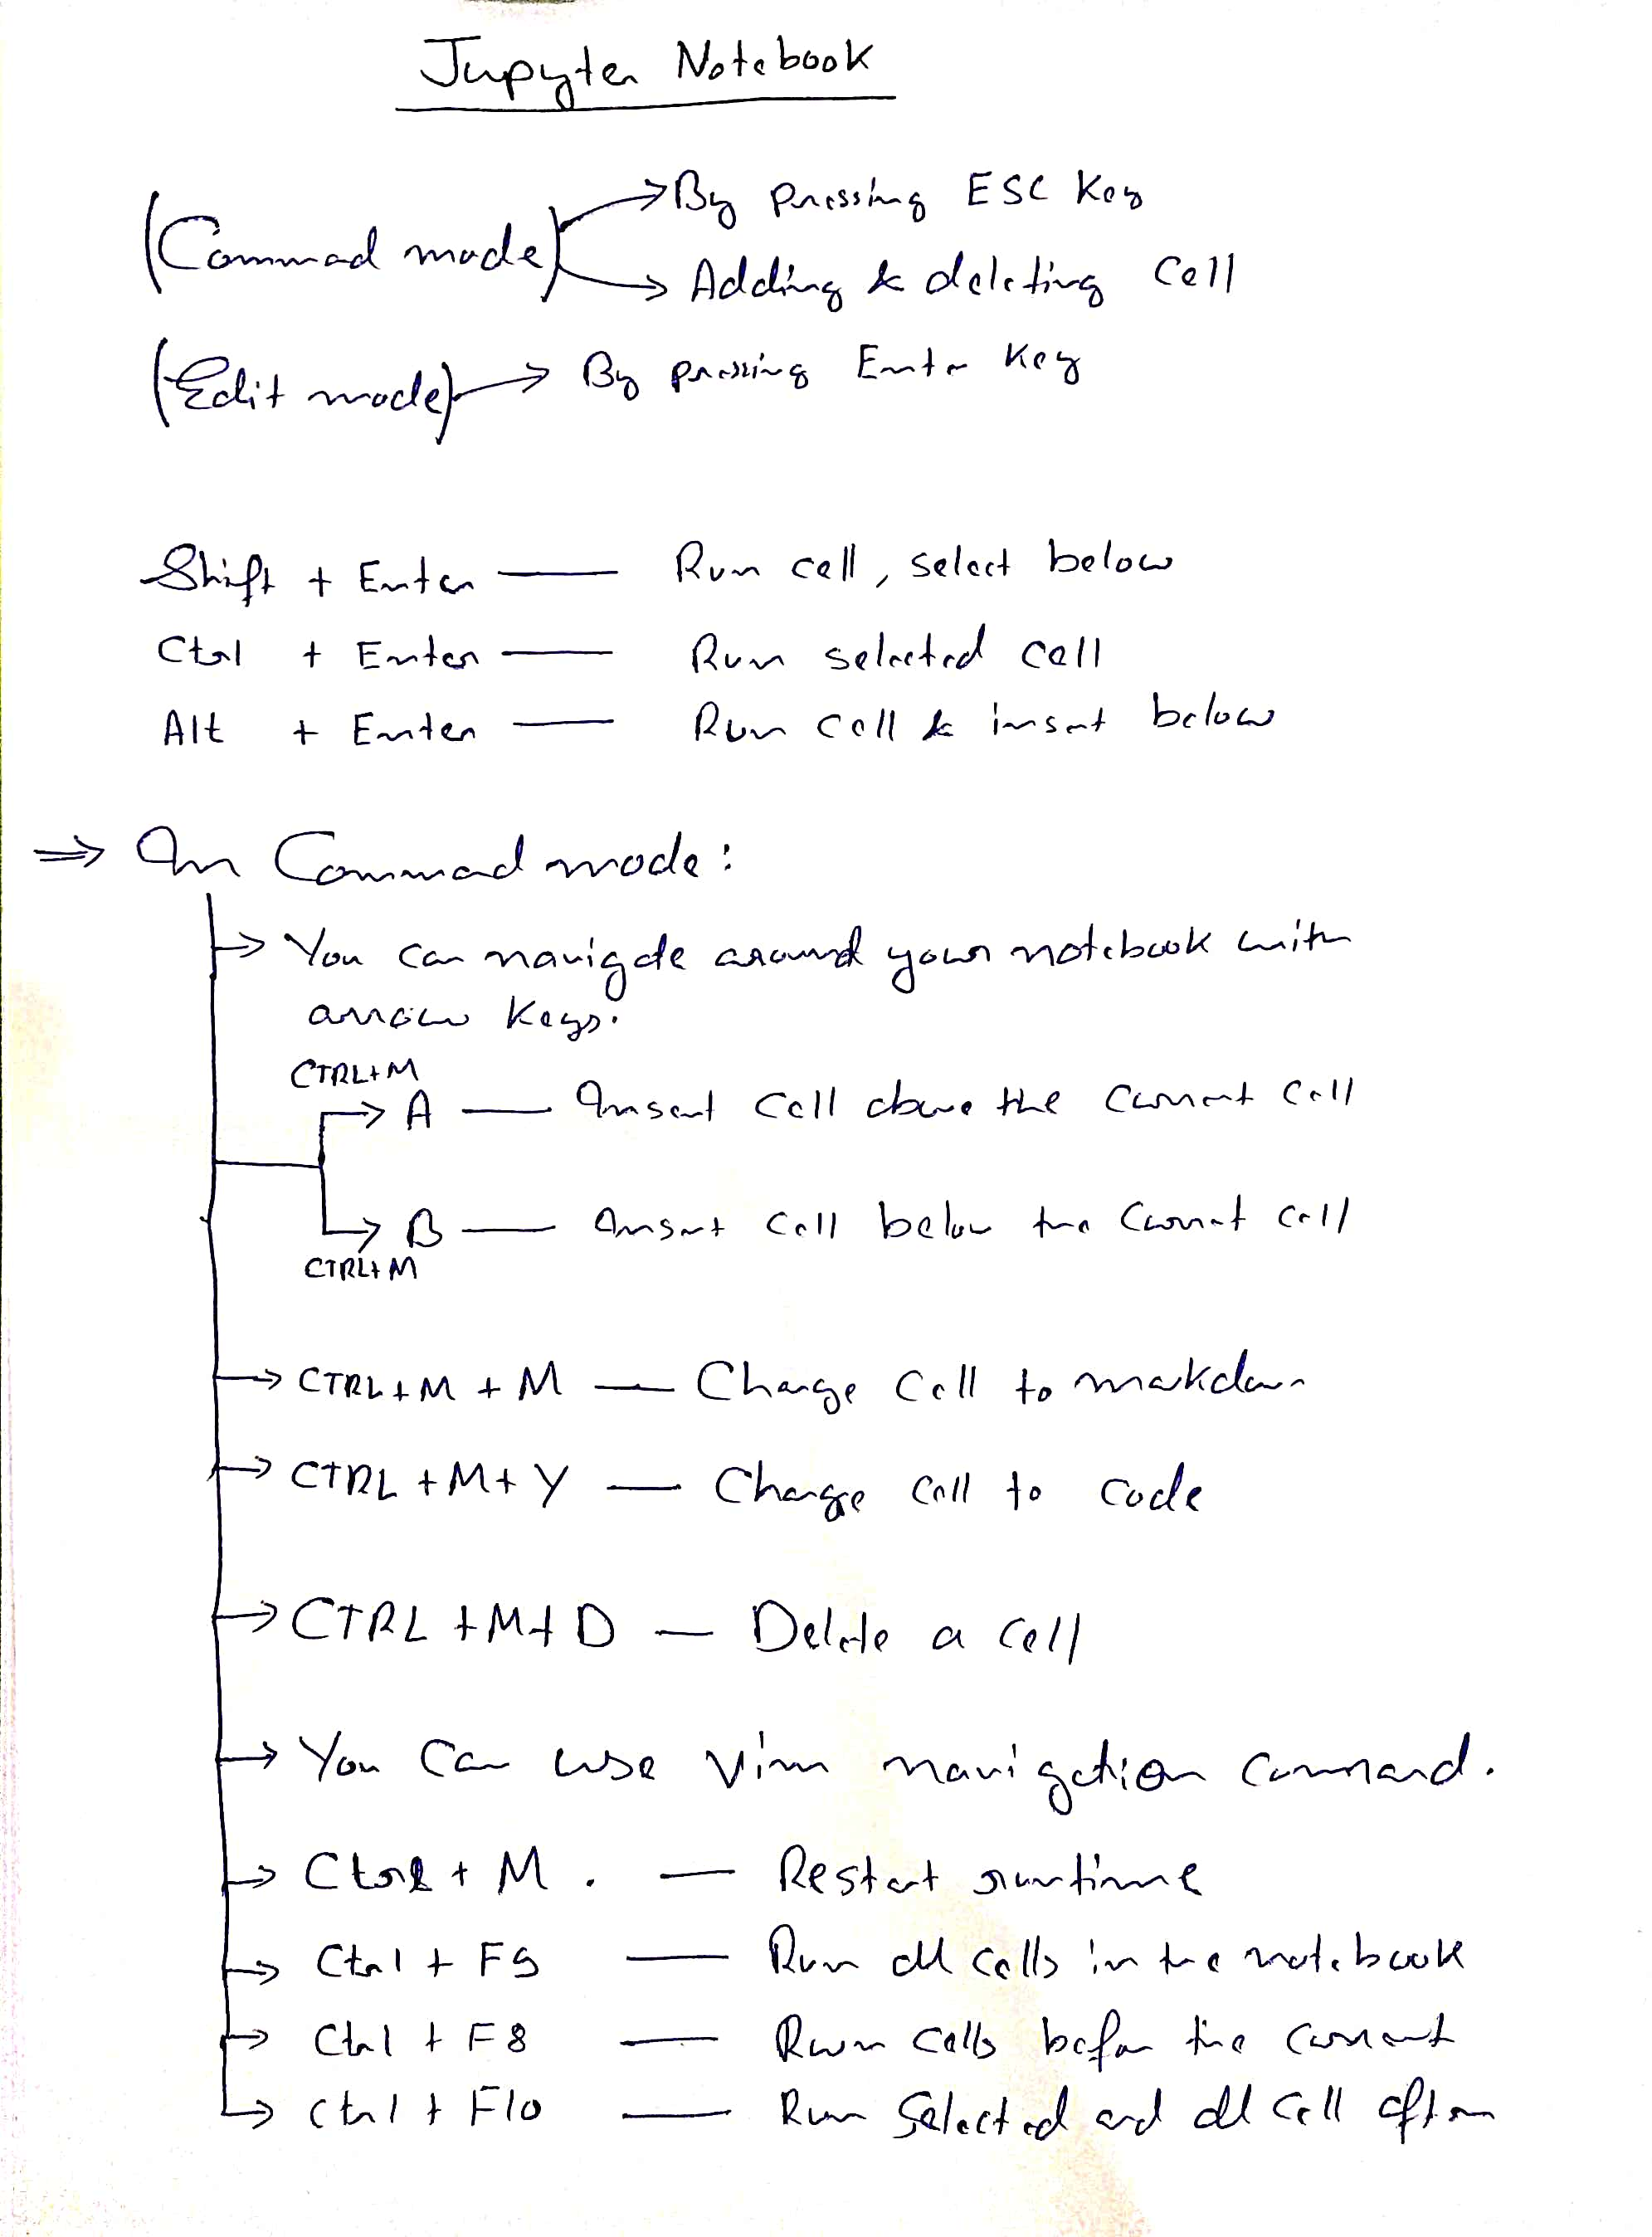 Jupyter Notebook
(Commad mode) → By pressing ESC Key
→ Adding & deleting Cell
(Edit mode) → By pressing Enter Key
Shift + Enter — Run cell, select below
Ctrl + Enter — Run selected cell
Alt + Enter — Run cell & insert below
⇒ In Commad mode:
→ You can navigate around your notebook with
arrow keys.
CTRL+M
→ A — Insert Cell above the current cell
→ B — Insert Cell below the current cell
CTRL+M
→ CTRL+M + M — Change Cell to markdown
→ CTRL+M+Y — Change Cell to code
→ CTRL+M+D — Delete a cell
→ You Can use Vim navigation command.
→ Ctrl + M . — Restart runtime
→ Ctrl + F9 — Run all cells in the notebook
→ Ctrl + F8 — Run Cells before the current
→ Ctrl + F10 — Run Selected and all Cell after